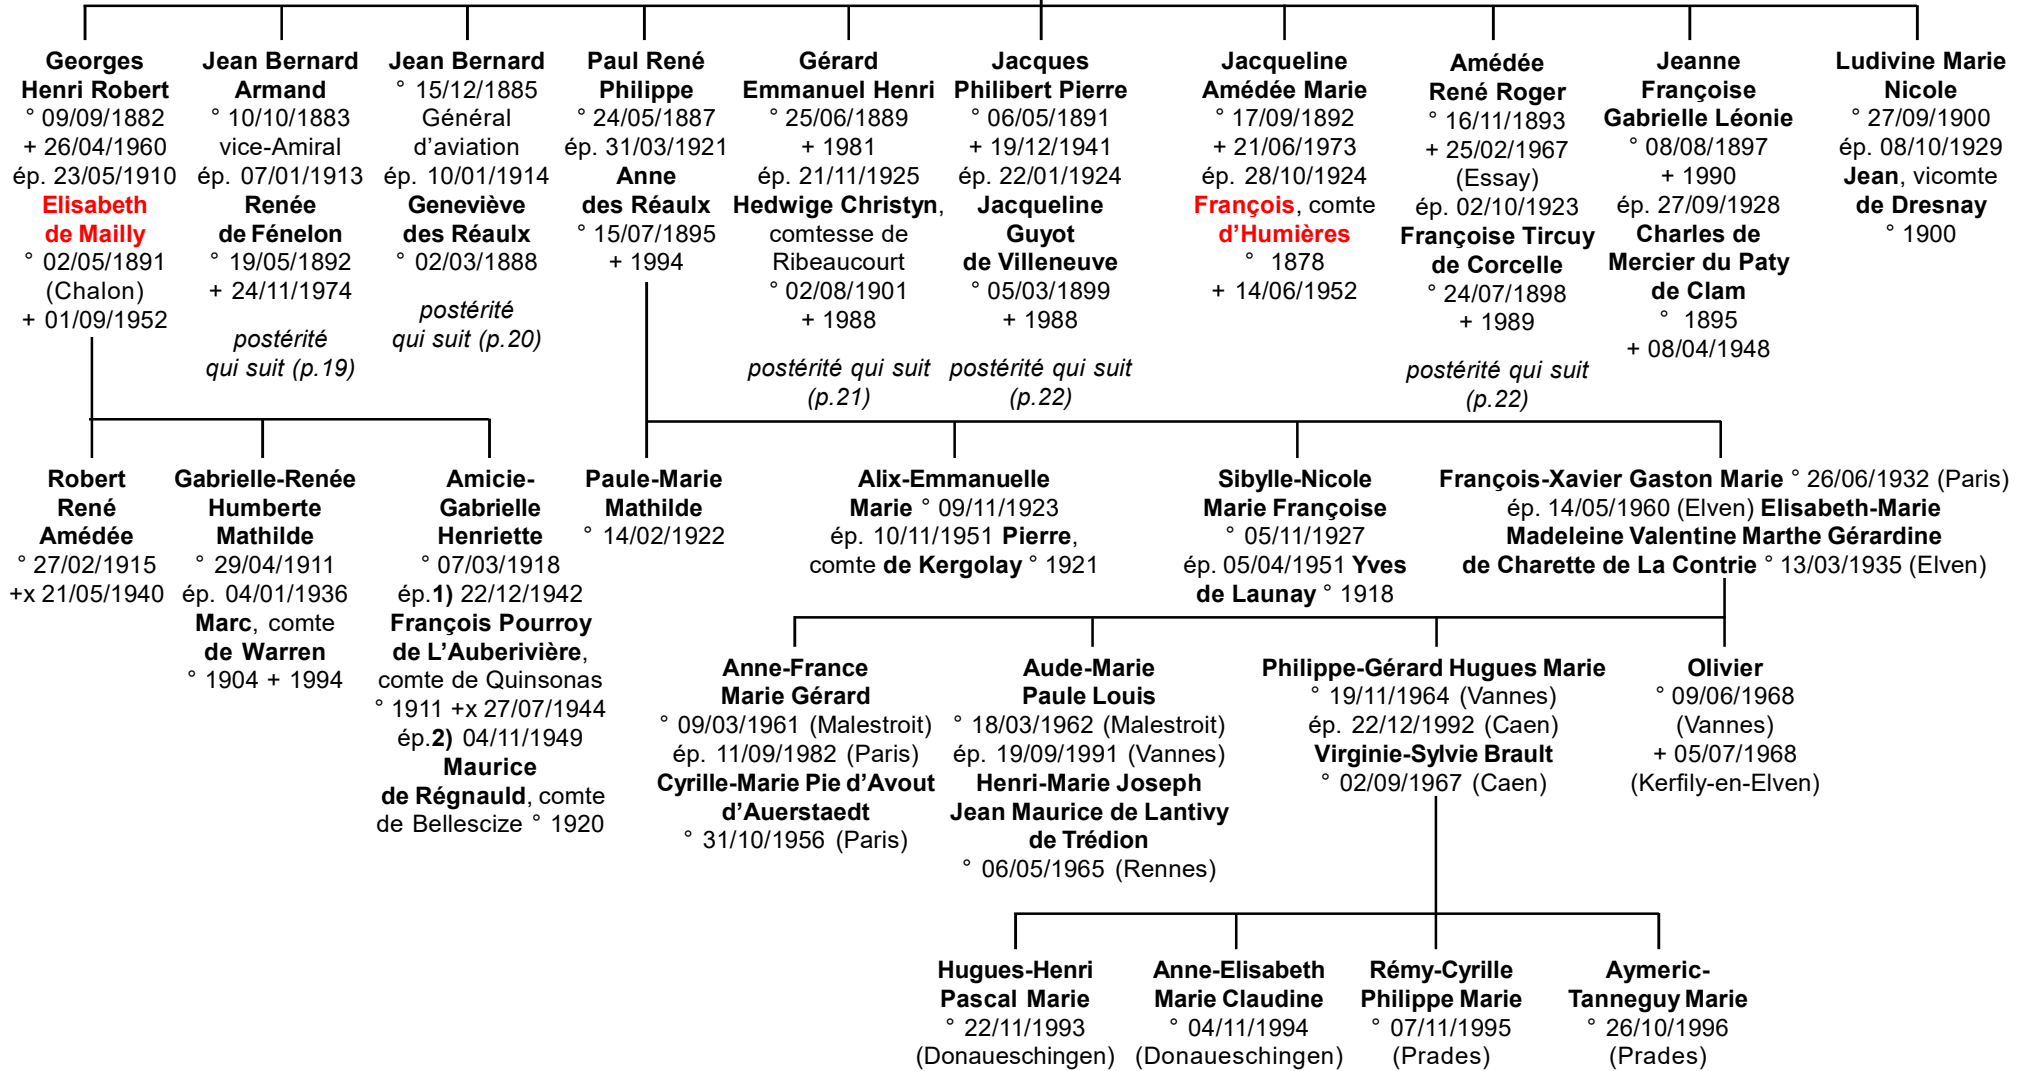 Georges
Henri Robert
° 09/09/1882
+ 26/04/1960
ép. 23/05/1910
Elisabeth
de Mailly
° 02/05/1891
(Chalon)
+ 01/09/1952
Jean Bernard
Armand
° 10/10/1883
vice-Amiral
ép. 07/01/1913
Renée
de Fénelon
° 19/05/1892
+ 24/11/1974
postérité
qui suit (p.19)
Jean Bernard
° 15/12/1885
Général
d’aviation
ép. 10/01/1914
Geneviève
des Réaulx
° 02/03/1888
postérité
qui suit (p.20)
Paul René
Philippe
° 24/05/1887
ép. 31/03/1921
Anne
des Réaulx
° 15/07/1895
+ 1994
Gérard
Emmanuel Henri
° 25/06/1889
+ 1981
ép. 21/11/1925
Hedwige Christyn,
comtesse de
Ribeaucourt
° 02/08/1901
+ 1988
postérité qui suit
(p.21)
Jacques
Philibert Pierre
° 06/05/1891
+ 19/12/1941
ép. 22/01/1924
Jacqueline
Guyot
de Villeneuve
° 05/03/1899
+ 1988
postérité qui suit
(p.22)
Jacqueline
Amédée Marie
° 17/09/1892
+ 21/06/1973
ép. 28/10/1924
François, comte
d’Humières
° 1878
+ 14/06/1952
Amédée
René Roger
° 16/11/1893
+ 25/02/1967
(Essay)
ép. 02/10/1923
Françoise Tircuy
de Corcelle
° 24/07/1898
+ 1989
postérité qui suit
(p.22)
Jeanne
Françoise
Gabrielle Léonie
° 08/08/1897
+ 1990
ép. 27/09/1928
Charles de
Mercier du Paty
de Clam
° 1895
+ 08/04/1948
Ludivine Marie
Nicole
° 27/09/1900
ép. 08/10/1929
Jean, vicomte
de Dresnay
° 1900
Robert
René
Amédée
° 27/02/1915
+x 21/05/1940
Gabrielle-Renée
Humberte
Mathilde
° 29/04/1911
ép. 04/01/1936
Marc, comte
de Warren
° 1904 + 1994
Amicie-
Gabrielle
Henriette
° 07/03/1918
ép.1) 22/12/1942
François Pourroy
de L’Auberivière,
comte de Quinsonas
° 1911 +x 27/07/1944
ép.2) 04/11/1949
Maurice
de Régnauld, comte
de Bellescize ° 1920
Paule-Marie
Mathilde
° 14/02/1922
Alix-Emmanuelle
Marie ° 09/11/1923
ép. 10/11/1951 Pierre,
comte de Kergolay ° 1921
Sibylle-Nicole
Marie Françoise
° 05/11/1927
ép. 05/04/1951 Yves
de Launay ° 1918
François-Xavier Gaston Marie ° 26/06/1932 (Paris)
ép. 14/05/1960 (Elven) Elisabeth-Marie
Madeleine Valentine Marthe Gérardine
de Charette de La Contrie ° 13/03/1935 (Elven)
Anne-France
Marie Gérard
° 09/03/1961 (Malestroit)
ép. 11/09/1982 (Paris)
Cyrille-Marie Pie d’Avout
d’Auerstaedt
° 31/10/1956 (Paris)
Aude-Marie
Paule Louis
° 18/03/1962 (Malestroit)
ép. 19/09/1991 (Vannes)
Henri-Marie Joseph
Jean Maurice de Lantivy
de Trédion
° 06/05/1965 (Rennes)
Philippe-Gérard Hugues Marie
° 19/11/1964 (Vannes)
ép. 22/12/1992 (Caen)
Virginie-Sylvie Brault
° 02/09/1967 (Caen)
Olivier
° 09/06/1968
(Vannes)
+ 05/07/1968
(Kerfily-en-Elven)
Hugues-Henri
Pascal Marie
° 22/11/1993
(Donaueschingen)
Anne-Elisabeth
Marie Claudine
° 04/11/1994
(Donaueschingen)
Rémy-Cyrille
Philippe Marie
° 07/11/1995
(Prades)
Aymeric-
Tanneguy Marie
° 26/10/1996
(Prades)